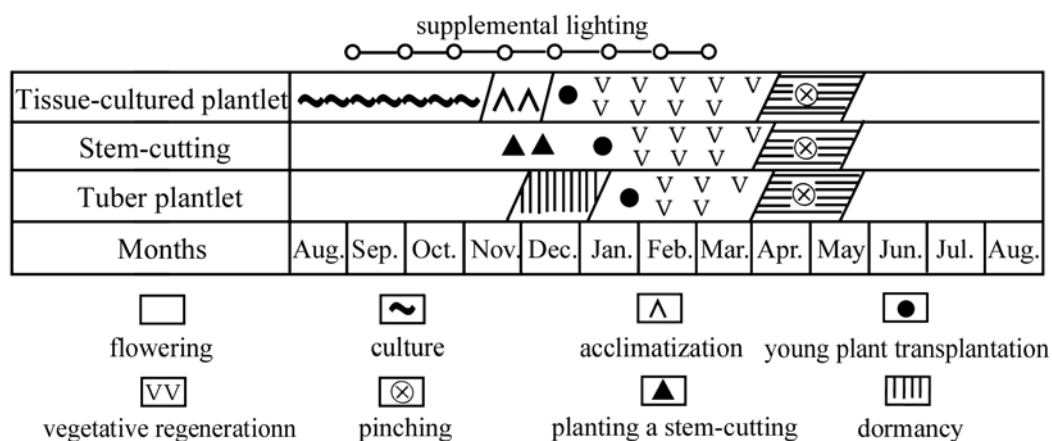 supplemental lighting
Tissue-cultured plantlet
Stem-cutting
Tuber plantlet
Months Aug. Sep. Oct. Nov. Dec. Jan. Feb. Mar. Apr. May Jun. Jul. Aug.
flowering culture acclimatization young plant transplantation
VV
vegetative regenerationn pinching planting a stem-cutting dormancy